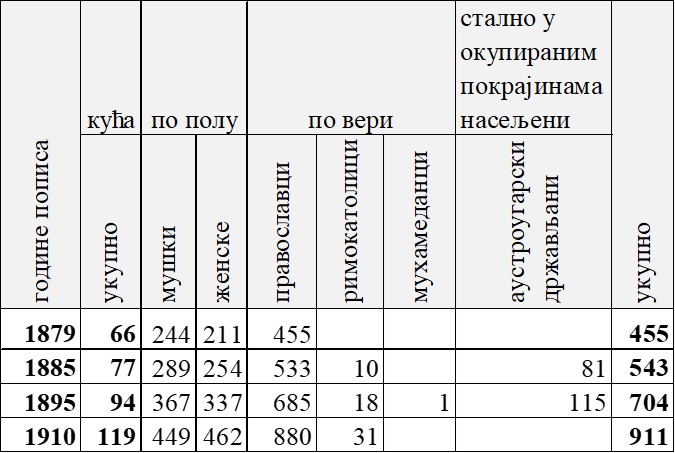 стално у
окупираним
покрајинама
насељени
кућа по полу по вери
године пописа укупно мушки женске православци римокатолици мухамеданци аустроугарски држављани укупно
1879 66 244 211 455 455
1885 77 289 254 533 10 81 543
1895 94 367 337 685 18 1 115 704
1910 119 449 462 880 31 911